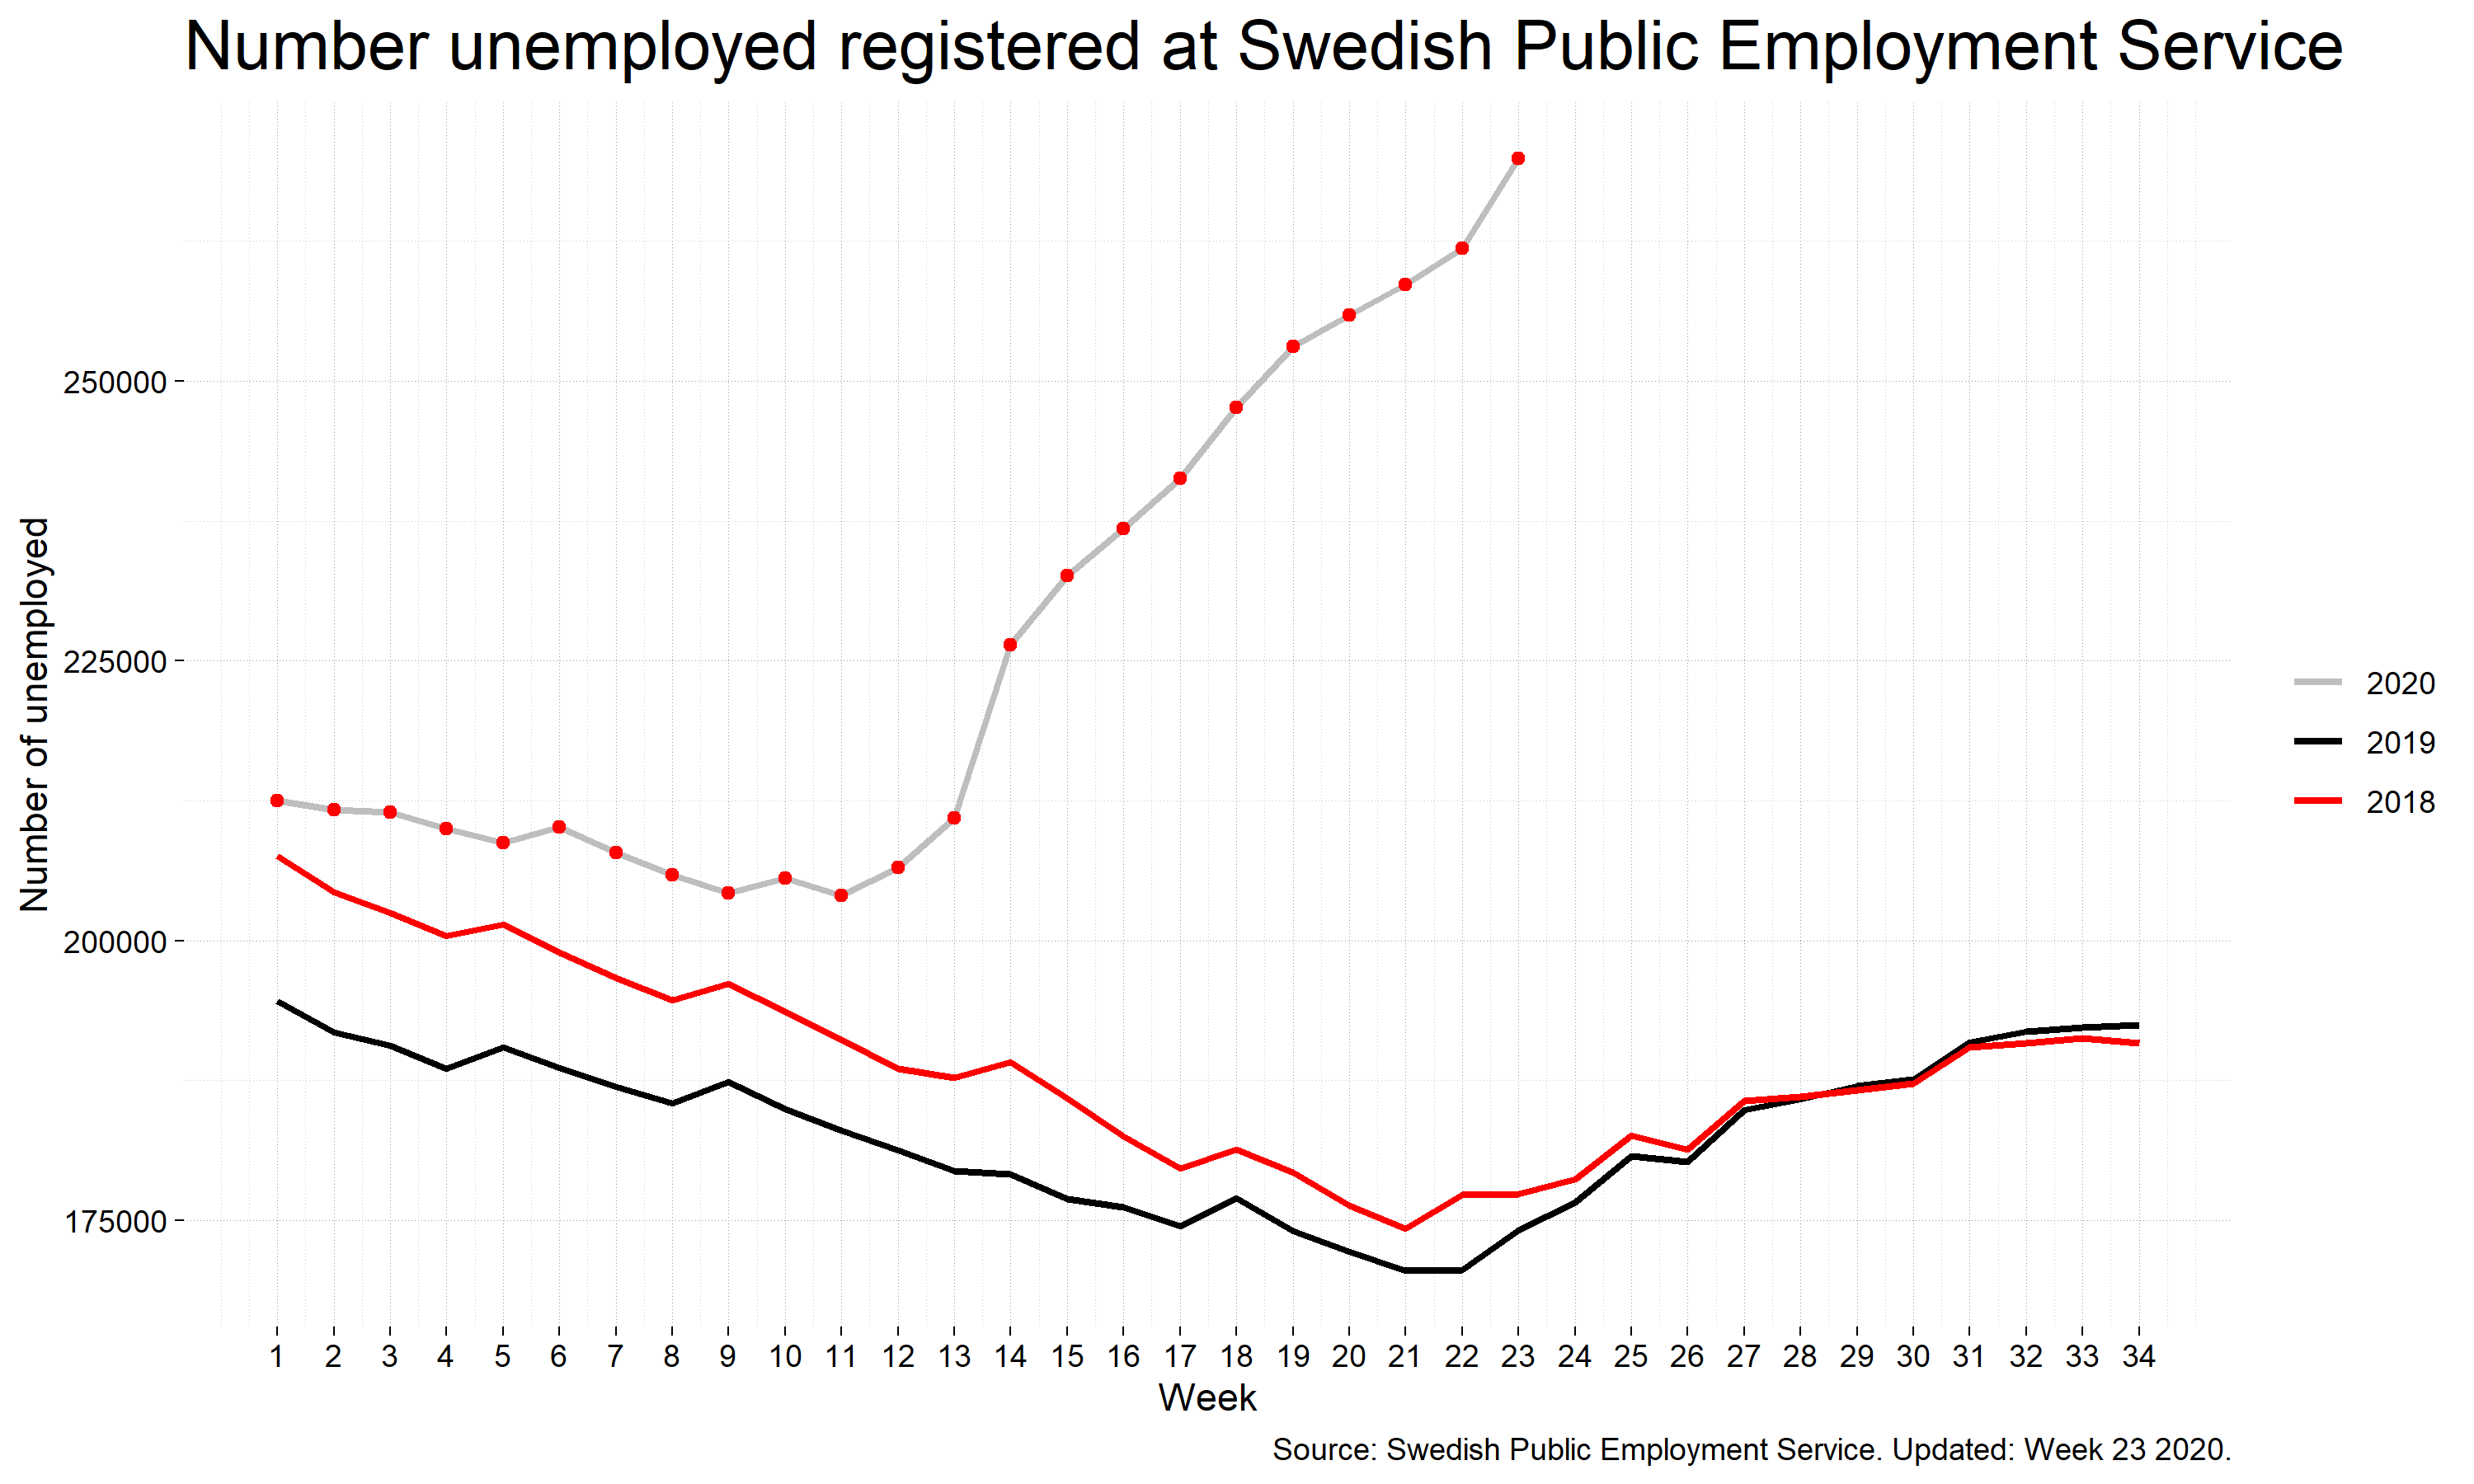 Number unemployed registered at Swedish Public Employment Service
Number of unemployed
250000
225000
200000
175000
2020
2019
2018
1 2 3 4 5 6 7 8 9 10 11 12 13 14 15 16 17 18 19 20 21 22 23 24 25 26 27 28 29 30 31 32 33 34
Week
Source: Swedish Public Employment Service. Updated: Week 23 2020.